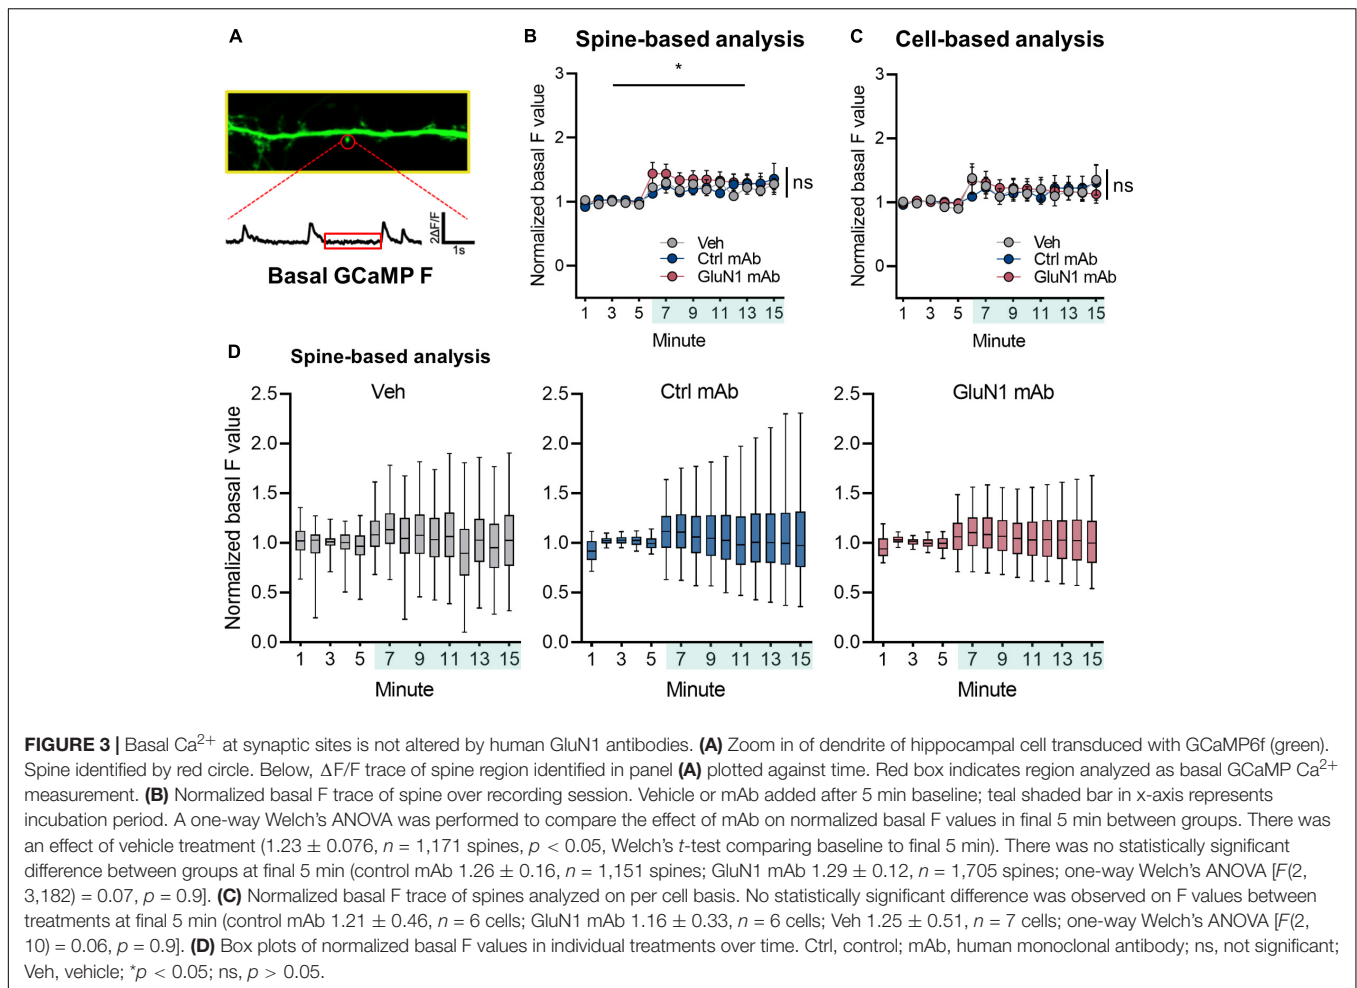 A
2ΔF/F
1s
Basal GCaMP F
B
Spine-based analysis
*
Normalized basal F value
3
2
1
0
ns
Veh
Ctrl mAb
GluN1 mAb
1 3 5 7 9 11 13 15
Minute
C
Cell-based analysis
Normalized basal F value
3
2
1
0
ns
Veh
Ctrl mAb
GluN1 mAb
1 3 5 7 9 11 13 15
Minute
D
Spine-based analysis
Veh
Normalized basal F value
2.5
2.0
1.5
1.0
0.5
0.0
1 3 5 7 9 11 13 15
Minute
Ctrl mAb
2.5
2.0
1.5
1.0
0.5
0.0
1 3 5 7 9 11 13 15
Minute
GluN1 mAb
2.5
2.0
1.5
1.0
0.5
0.0
1 3 5 7 9 11 13 15
Minute
FIGURE 3 | Basal Ca2+ at synaptic sites is not altered by human GluN1 antibodies. (A) Zoom in of dendrite of hippocampal cell transduced with GCaMP6f (green).
Spine identified by red circle. Below, ΔF/F trace of spine region identified in panel (A) plotted against time. Red box indicates region analyzed as basal GCaMP Ca2+
measurement. (B) Normalized basal F trace of spine over recording session. Vehicle or mAb added after 5 min baseline; teal shaded bar in x-axis represents
incubation period. A one-way Welch's ANOVA was performed to compare the effect of mAb on normalized basal F values in final 5 min between groups. There was
an effect of vehicle treatment (1.23 ± 0.076, n = 1,171 spines, p < 0.05, Welch's t-test comparing baseline to final 5 min). There was no statistically significant
difference between groups at final 5 min (control mAb 1.26 ± 0.16, n = 1,151 spines; GluN1 mAb 1.29 ± 0.12, n = 1,705 spines; one-way Welch's ANOVA [F(2,
3,182) = 0.07, p = 0.9]. (C) Normalized basal F trace of spines analyzed on per cell basis. No statistically significant difference was observed on F values between
treatments at final 5 min (control mAb 1.21 ± 0.46, n = 6 cells; GluN1 mAb 1.16 ± 0.33, n = 6 cells; Veh 1.25 ± 0.51, n = 7 cells; one-way Welch's ANOVA [F(2,
10) = 0.06, p = 0.9]. (D) Box plots of normalized basal F values in individual treatments over time. Ctrl, control; mAb, human monoclonal antibody; ns, not significant;
Veh, vehicle; *p < 0.05; ns, p > 0.05.